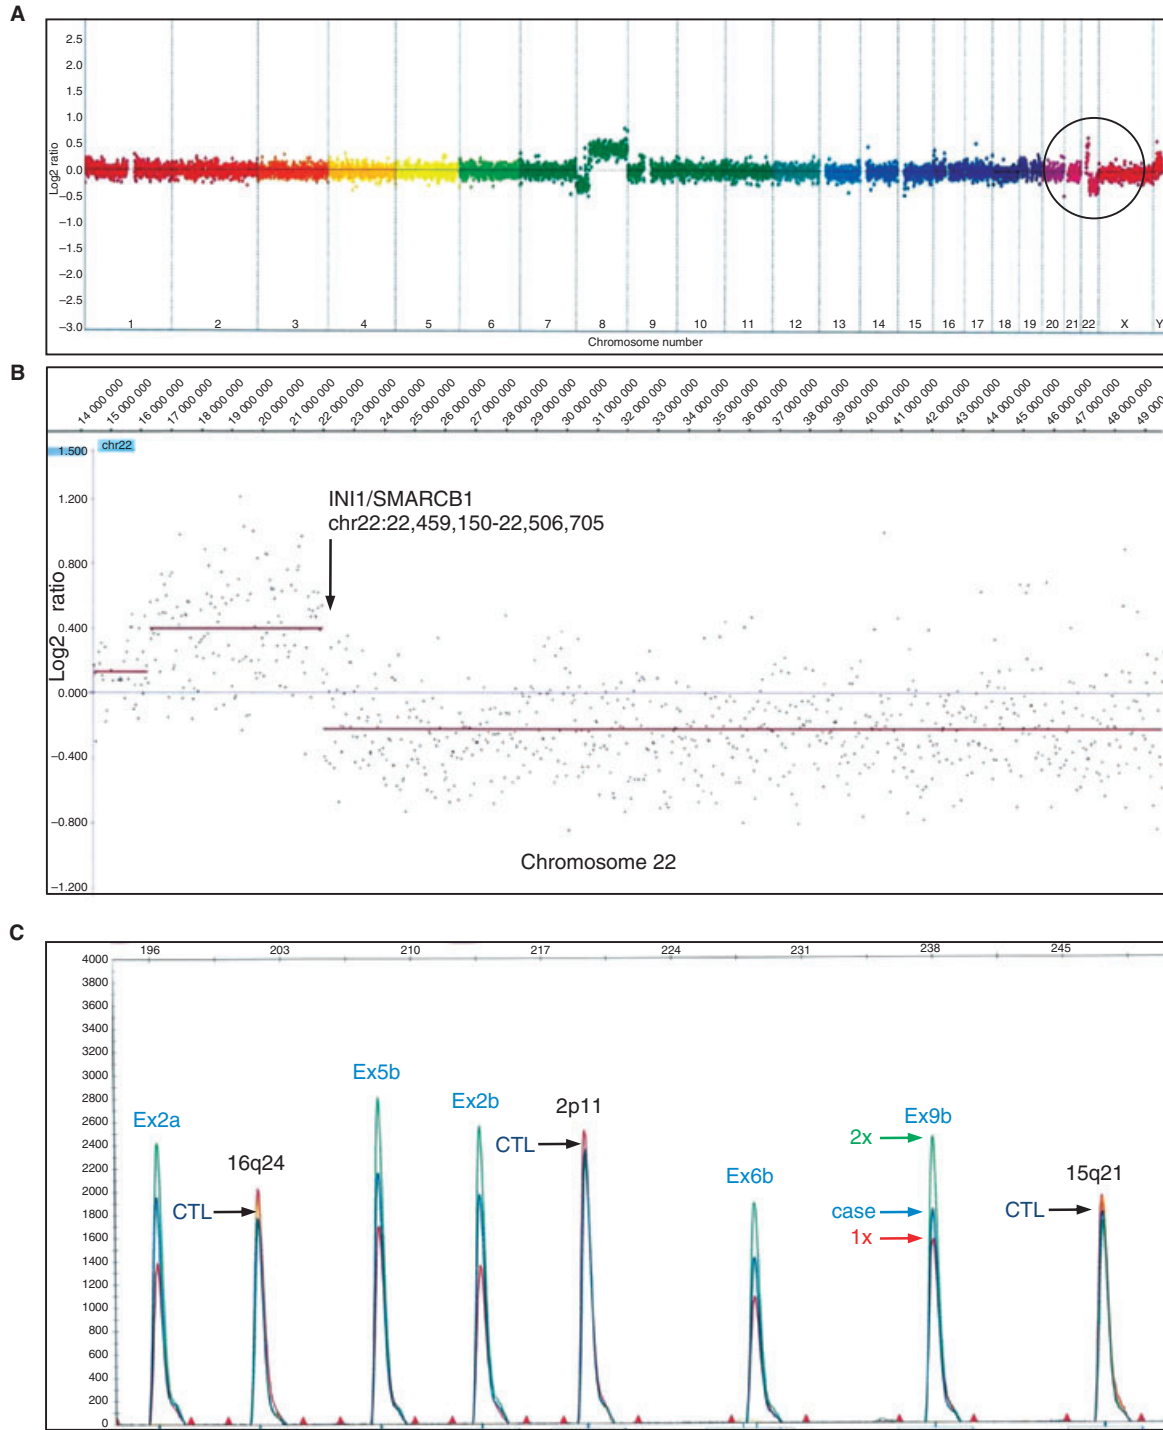 A
2.5
2.0
1.5
1.0
0.5
0.0
−0.5
−1.0
−1.5
−2.0
−2.5
−3.0
Log2 ratio
1 2 3 4 5 6 7 8 9 10 11 12 13 14 15 16 17 18 19 20 21 22 X Y
Chromosome number
B
14 000 000 15 000 000 16 000 000 17 000 000 18 000 000 19 000 000 20 000 000 21 000 000 22 000 000 23 000 000 24 000 000 25 000 000 26 000 000 27 000 000 28 000 000 29 000 000 30 000 000 31 000 000 32 000 000 33 000 000 34 000 000 35 000 000 36 000 000 37 000 000 38 000 000 39 000 000 40 000 000 41 000 000 42 000 000 43 000 000 44 000 000 45 000 000 46 000 000 47 000 000 48 000 000 49 000
1.500 chr22
1.200
0.800
0.400
0.000
−0.400
−0.800
−1.200
Log2 ratio
INI1/SMARCB1
chr22:22,459,150-22,506,705
Chromosome 22
C
196 203 210 217 224 231 238 245
4000
3800
3600
3400
3200
3000
2800
2600
2400
2200
2000
1800
1600
1400
1200
1000
800
600
400
200
0
Ex2a
16q24
CTL
Ex5b
Ex2b
2p11
CTL
Ex6b
Ex9b
2x
case
1x
15q21
CTL